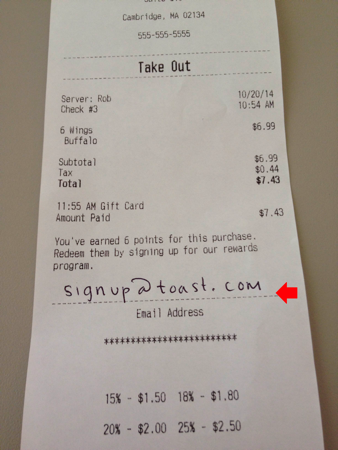 Cambridge, MA 02134
555-555-5555
Take Out
Server: Rob 10/20/14
Check #3 10:54 AM
6 Wings $6.99
Buffalo
Subtotal $6.99
Tax $0.44
Total $7.43
11:55 AM Gift Card
Amount Paid $7.43
You've earned 6 points for this purchase.
Redeem them by signing up for our rewards
program.
signup@toast.com
Email Address
*************************
15% - $1.50 18% - $1.80
20% - $2.00 25% - $2.50